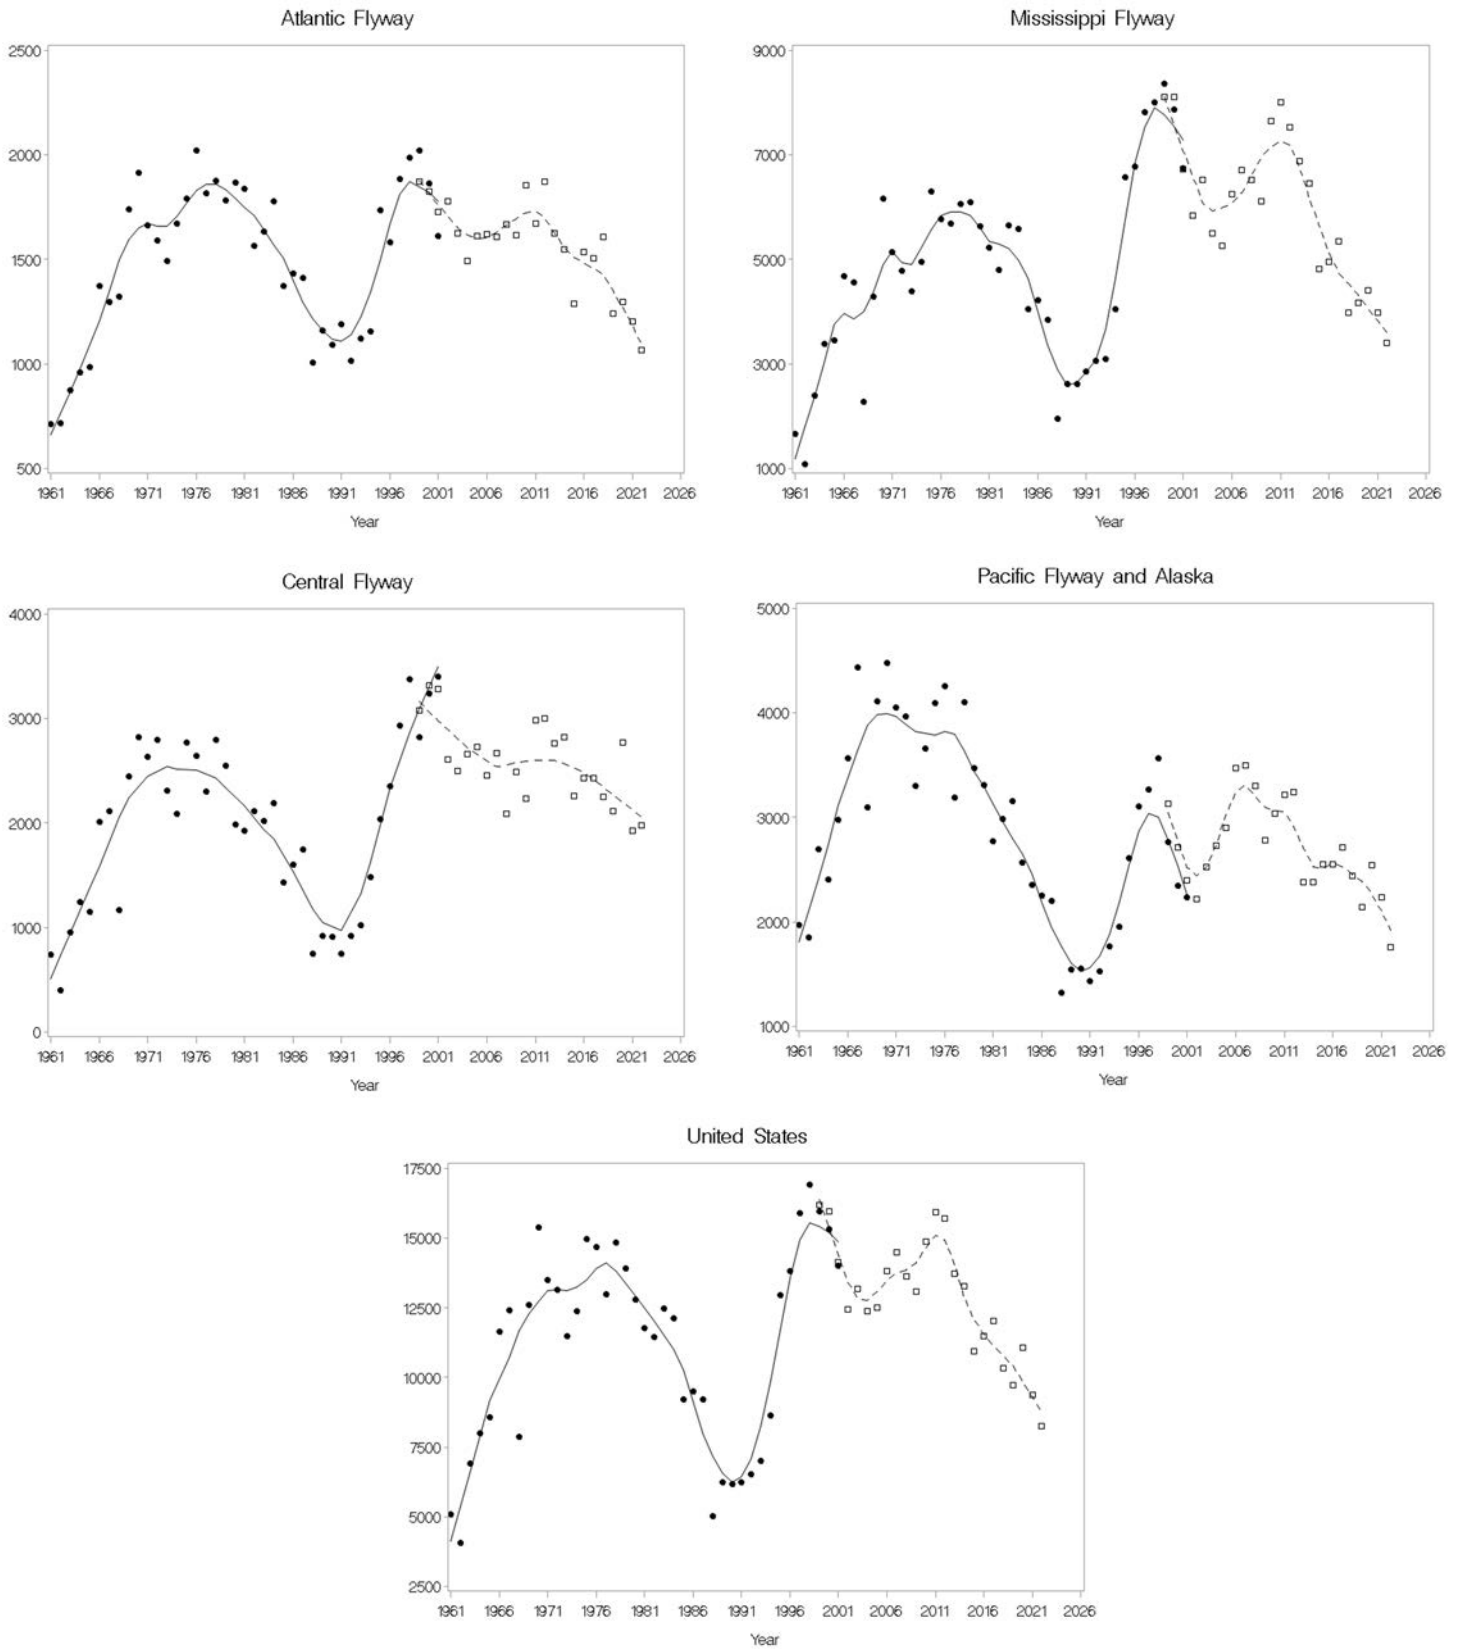 Atlantic Flyway
2500
2000
1500
1000
500
1961 1966 1971 1976 1981 1986 1991 1996 2001 2006 2011 2016 2021 2026
Year
Mississippi Flyway
9000
7000
5000
3000
1000
1961 1966 1971 1976 1981 1986 1991 1996 2001 2006 2011 2016 2021 2026
Year
Central Flyway
4000
3000
2000
1000
0
1961 1966 1971 1976 1981 1986 1991 1996 2001 2006 2011 2016 2021 2026
Year
Pacific Flyway and Alaska
5000
4000
3000
2000
1000
1961 1966 1971 1976 1981 1986 1991 1996 2001 2006 2011 2016 2021 2026
Year
United States
17500
15000
12500
10000
7500
5000
2500
1961 1966 1971 1976 1981 1986 1991 1996 2001 2006 2011 2016 2021 2026
Year